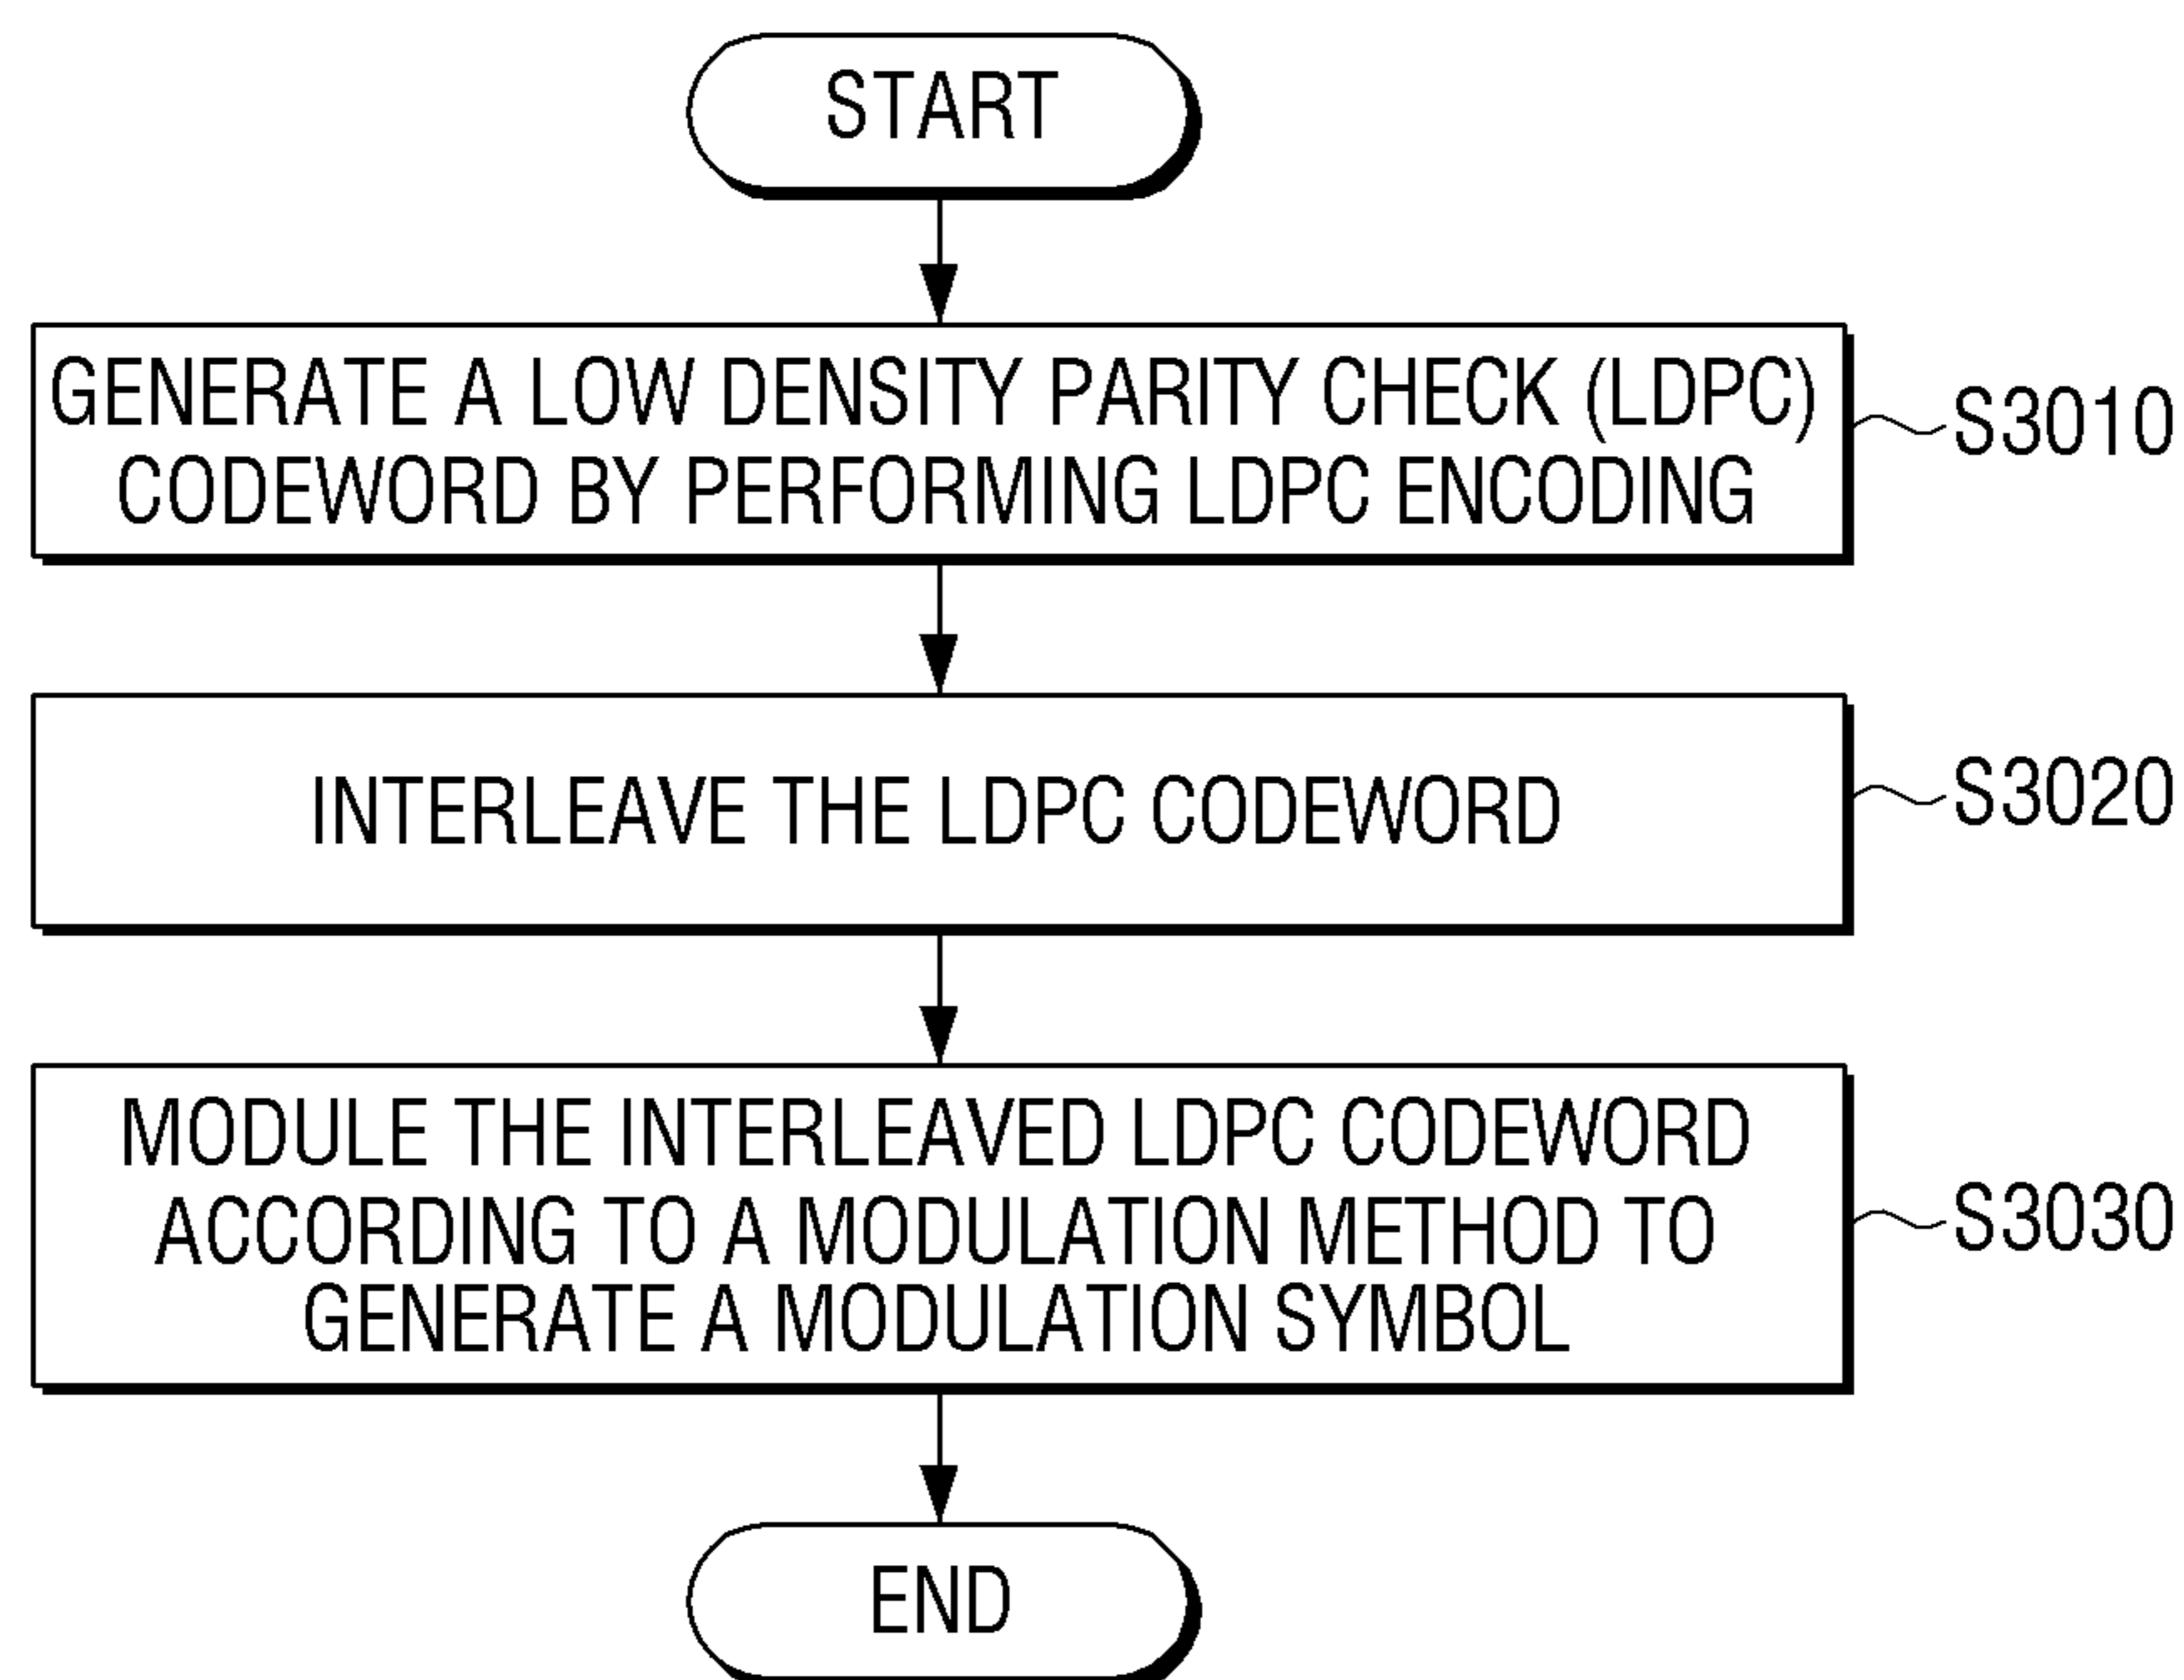 START
GENERATE A LOW DENSITY PARITY CHECK (LDPC)
CODEWORD BY PERFORMING LDPC ENCODING
S3010
INTERLEAVE THE LDPC CODEWORD
S3020
MODULE THE INTERLEAVED LDPC CODEWORD
ACCORDING TO A MODULATION METHOD TO
GENERATE A MODULATION SYMBOL
S3030
END